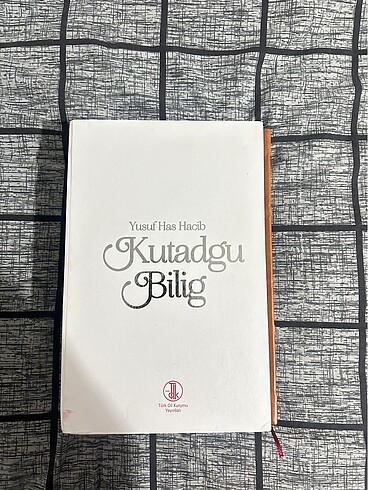 Yusuf Has Hacib
Kutadgu
Bilig
Türk Dil Kurumu
Yayınları